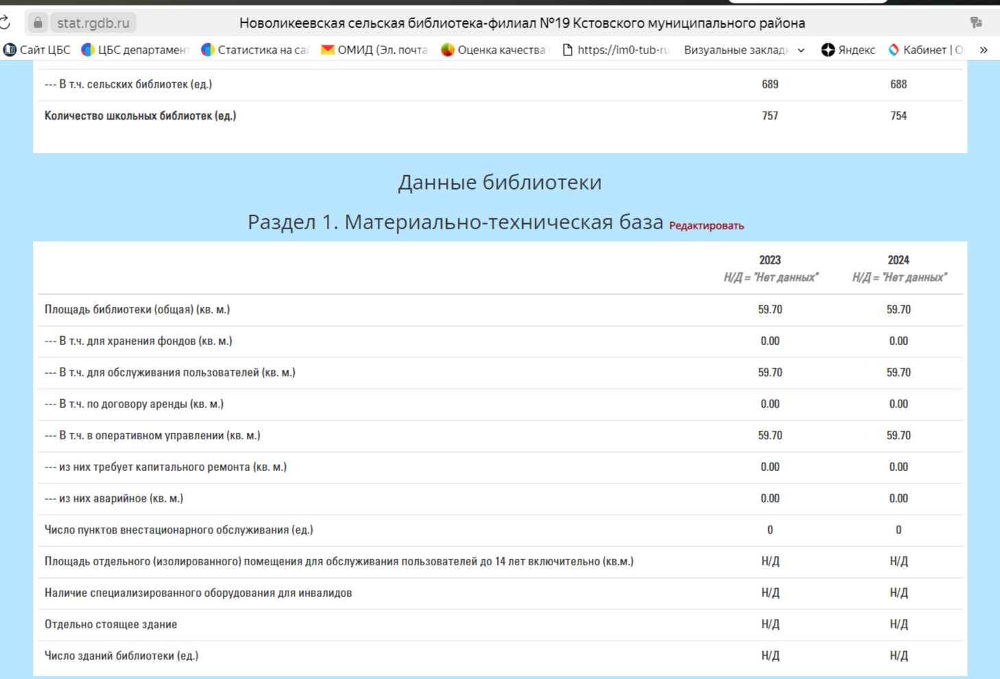 stat.rgdb.ru Новоликеевская сельская библиотека-филиал №19 Кстовского муниципального района
Сайт ЦБС ЦБС департамент Статистика на са ОМИД (Эл. почта Оценка качества https://im0-tub-ru Визуальные заклад Яндекс Кабинет | О »
--- В т.ч. сельских библиотек (ед.) 689 688
Количество школьных библиотек (ед.) 757 754
Данные библиотеки
Раздел 1. Материально-техническая база Редактировать
2023 2024
Н/Д = "Нет данных" Н/Д = "Нет данных"
Площадь библиотеки (общая) (кв. м.) 59.70 59.70
--- В т.ч. для хранения фондов (кв. м.) 0.00 0.00
--- В т.ч. для обслуживания пользователей (кв. м.) 59.70 59.70
--- В т.ч. по договору аренды (кв. м.) 0.00 0.00
--- В т.ч. в оперативном управлении (кв. м.) 59.70 59.70
--- из них требует капитального ремонта (кв. м.) 0.00 0.00
--- из них аварийное (кв. м.) 0.00 0.00
Число пунктов внестационарного обслуживания (ед.) 0 0
Площадь отдельного (изолированного) помещения для обслуживания пользователей до 14 лет включительно (кв.м.) Н/Д Н/Д
Наличие специализированного оборудования для инвалидов Н/Д Н/Д
Отдельно стоящее здание Н/Д Н/Д
Число зданий библиотеки (ед.) Н/Д Н/Д